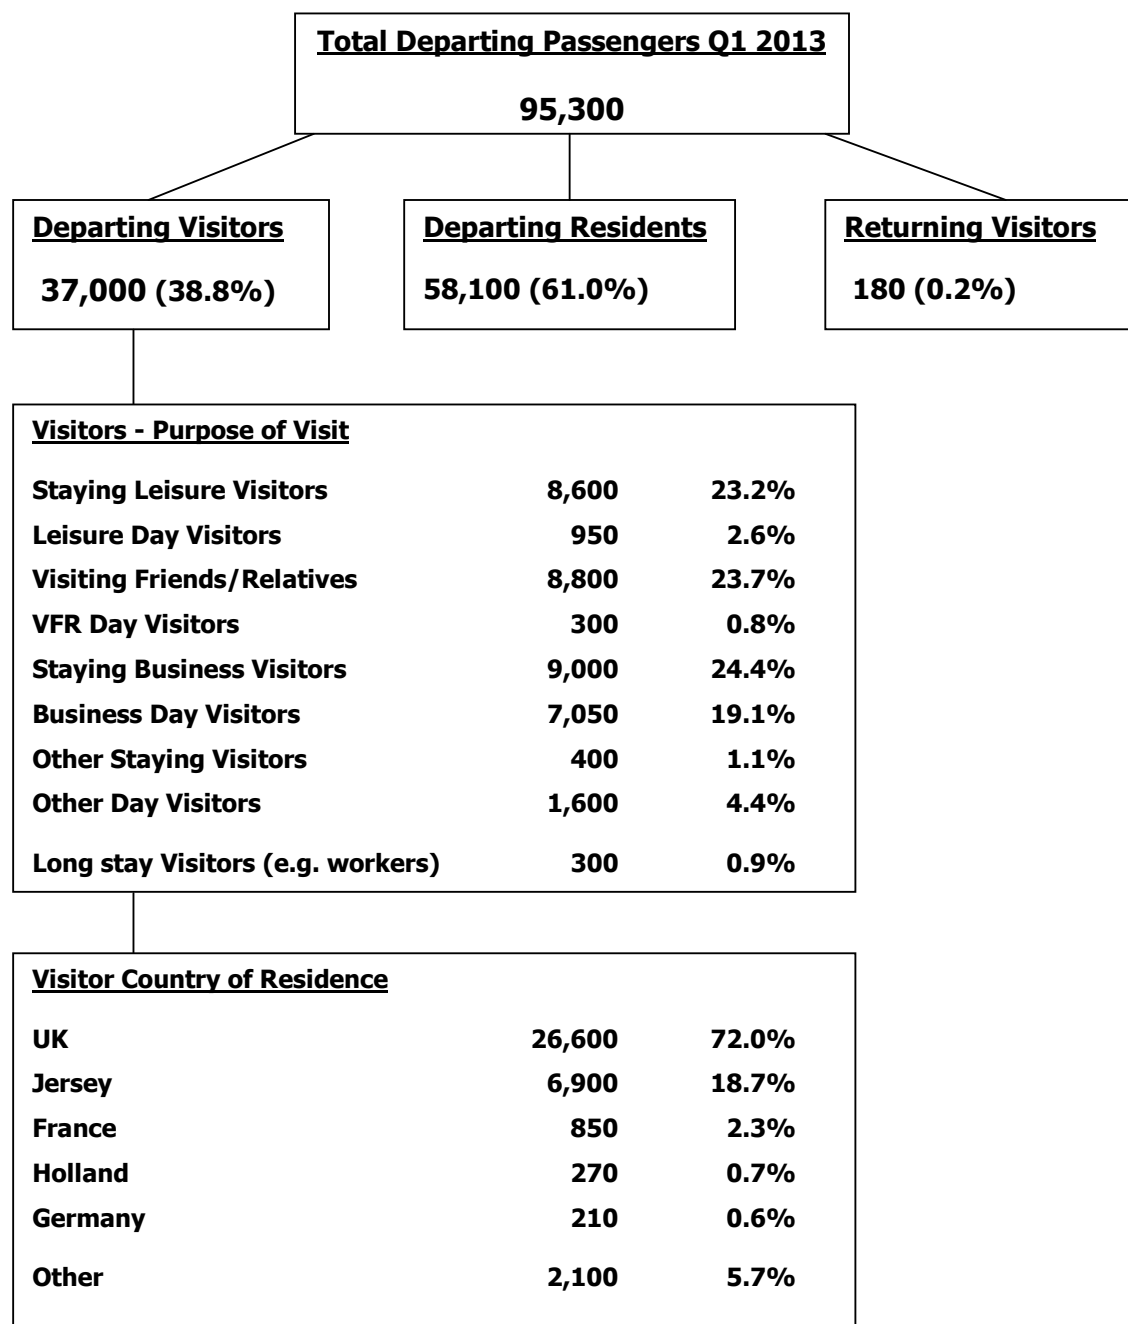 Total Departing Passengers Q1 2013
95,300
Departing Visitors
37,000 (38.8%)
Departing Residents
58,100 (61.0%)
Returning Visitors
180 (0.2%)
Visitors - Purpose of Visit
Staying Leisure Visitors 8,600 23.2%
Leisure Day Visitors 950 2.6%
Visiting Friends/Relatives 8,800 23.7%
VFR Day Visitors 300 0.8%
Staying Business Visitors 9,000 24.4%
Business Day Visitors 7,050 19.1%
Other Staying Visitors 400 1.1%
Other Day Visitors 1,600 4.4%
Long stay Visitors (e.g. workers) 300 0.9%
Visitor Country of Residence
UK 26,600 72.0%
Jersey 6,900 18.7%
France 850 2.3%
Holland 270 0.7%
Germany 210 0.6%
Other 2,100 5.7%